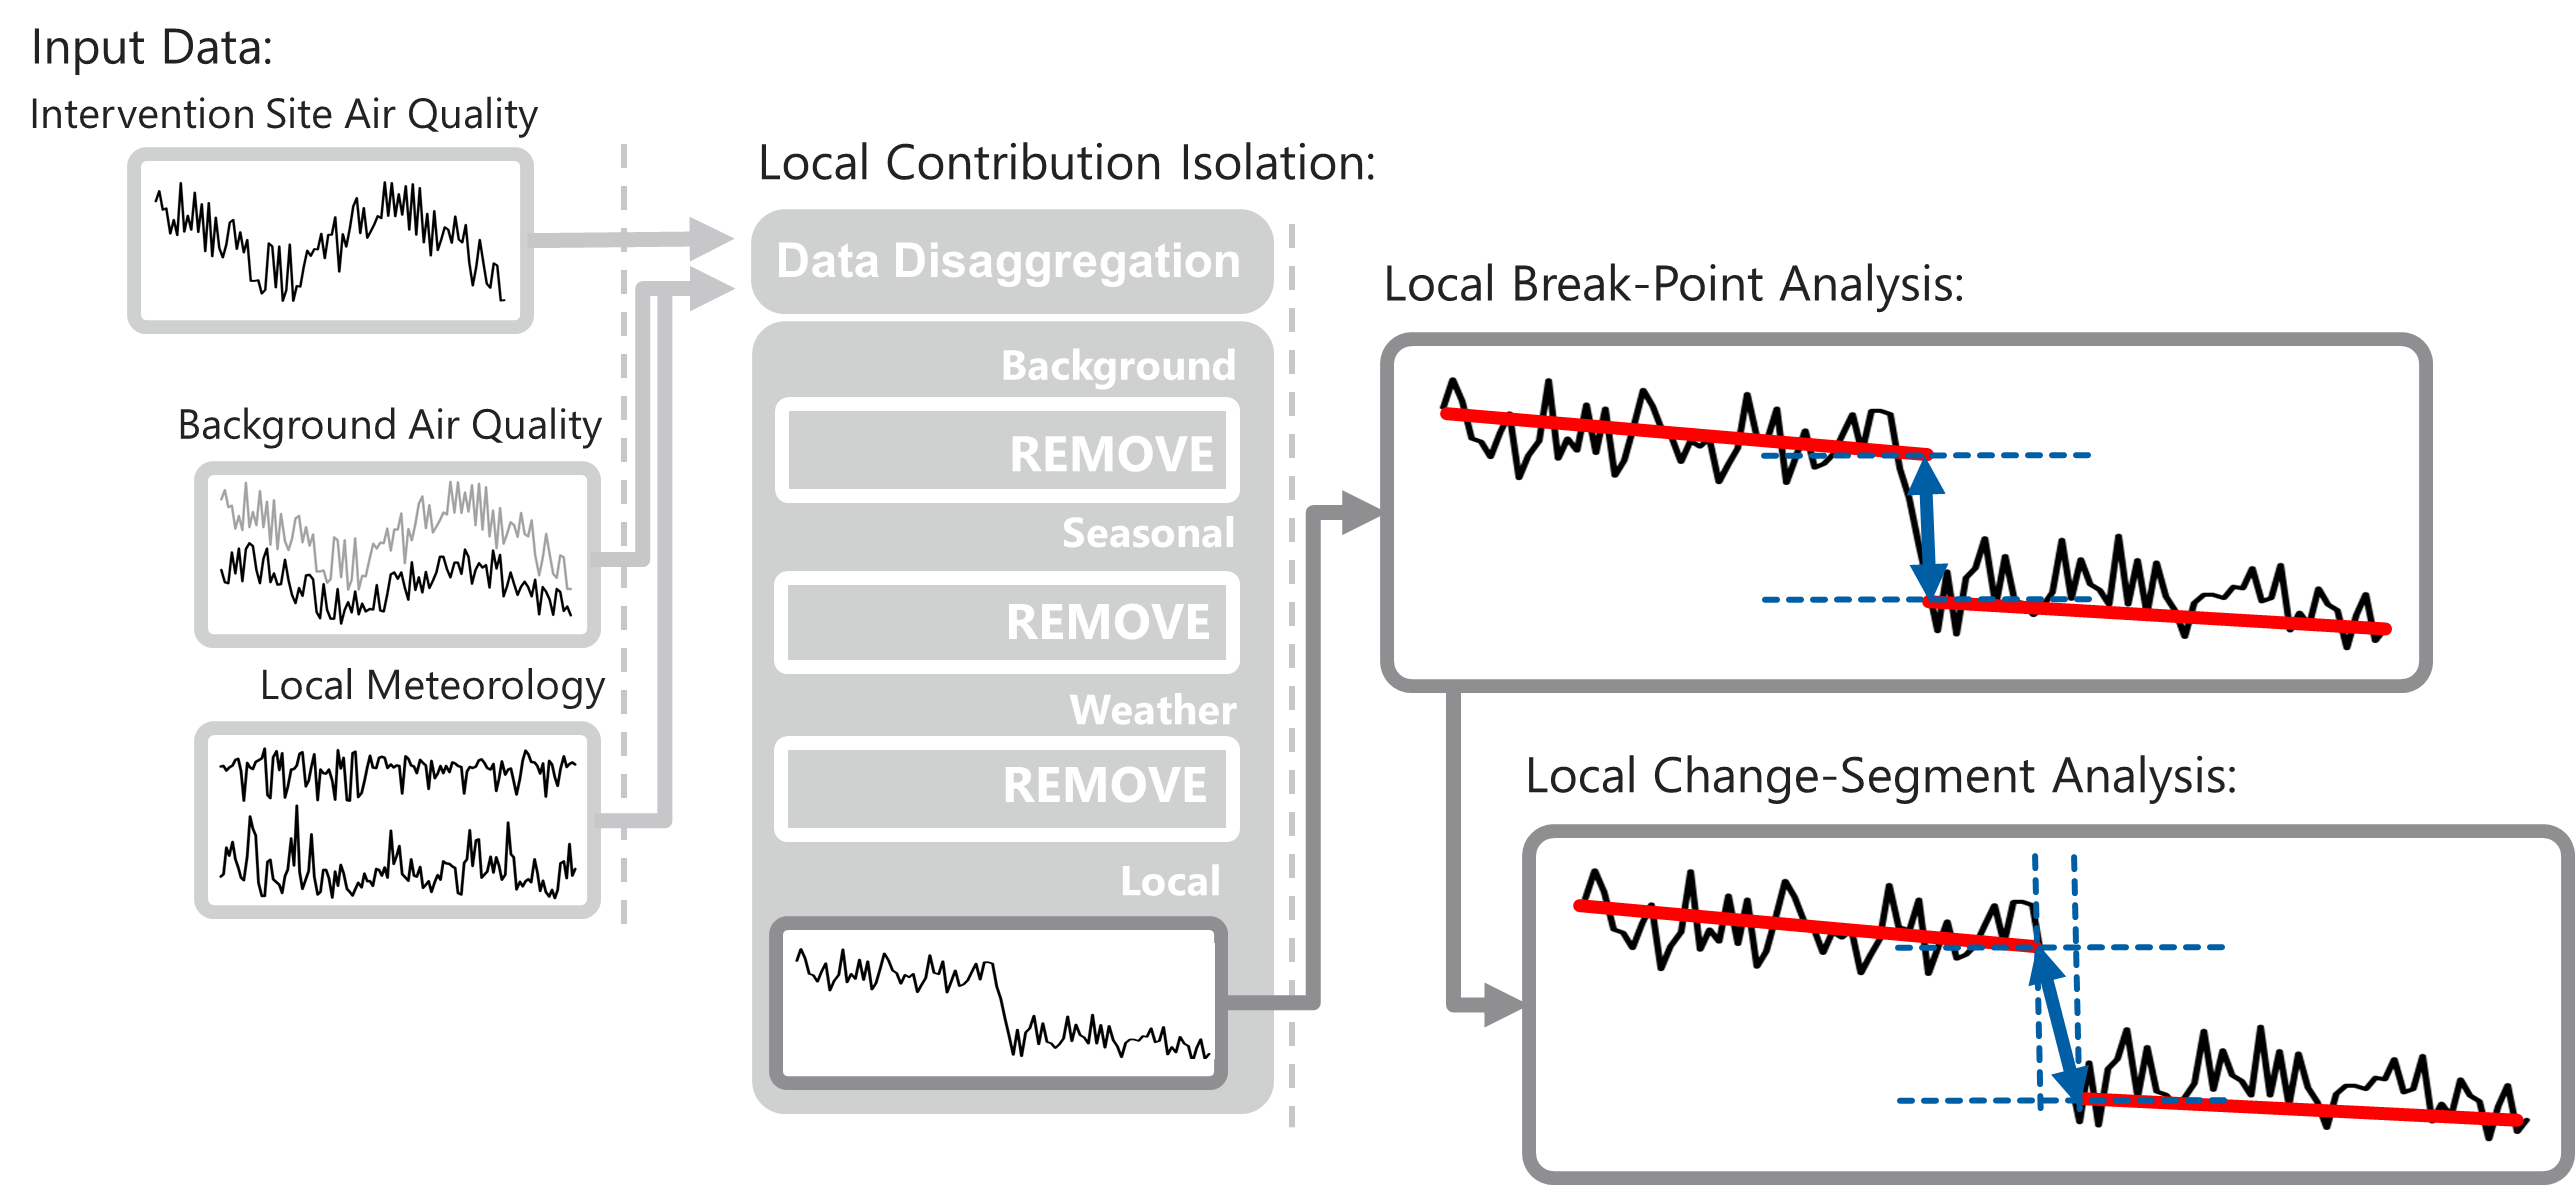 Input Data:
Intervention Site Air Quality
Background Air Quality
Local Meteorology
Local Contribution Isolation:
Data Disaggregation
Background
REMOVE
Seasonal
REMOVE
Weather
REMOVE
Local
Local Break-Point Analysis:
Local Change-Segment Analysis: